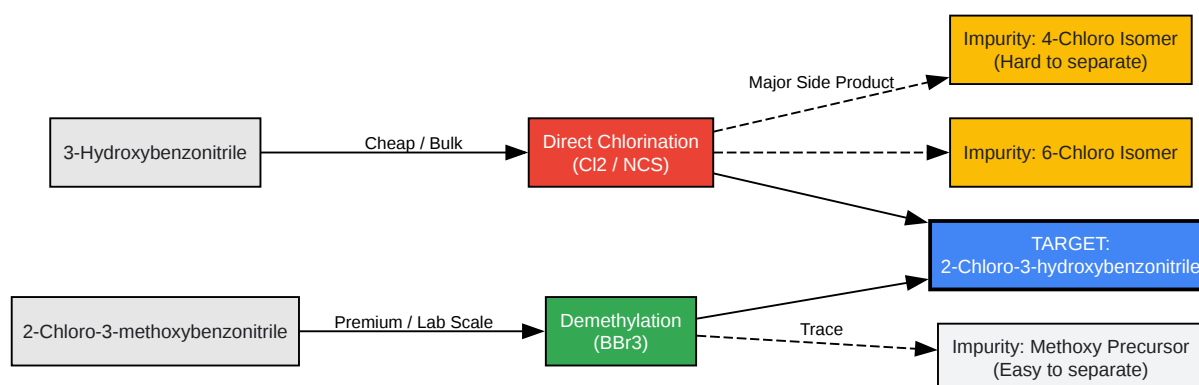 Impurity: 4-Chloro Isomer
(Hard to separate)
Major Side Product
3-Hydroxybenzonitrile
Cheap / Bulk
Direct Chlorination
(Cl2 / NCS)
Impurity: 6-Chloro Isomer
TARGET:
2-Chloro-3-hydroxybenzonitrile
2-Chloro-3-methoxybenzonitrile
Premium / Lab Scale
Demethylation
(BBr3)
Trace
Impurity: Methoxy Precursor
(Easy to separate)